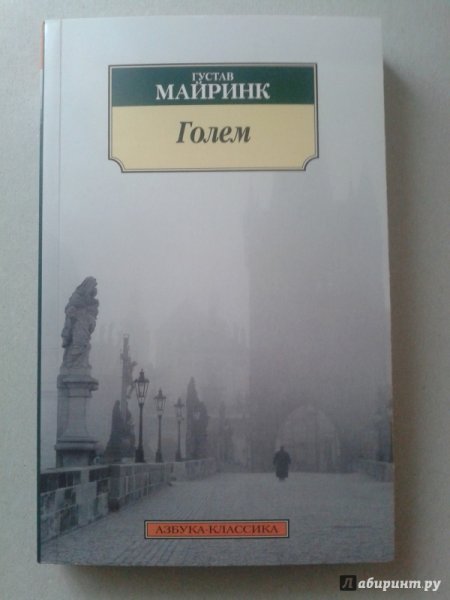 ГУСТАВ
МАЙРИНК
Голем
АЗБУКА-КЛАССИКА
Лабиринт.ру